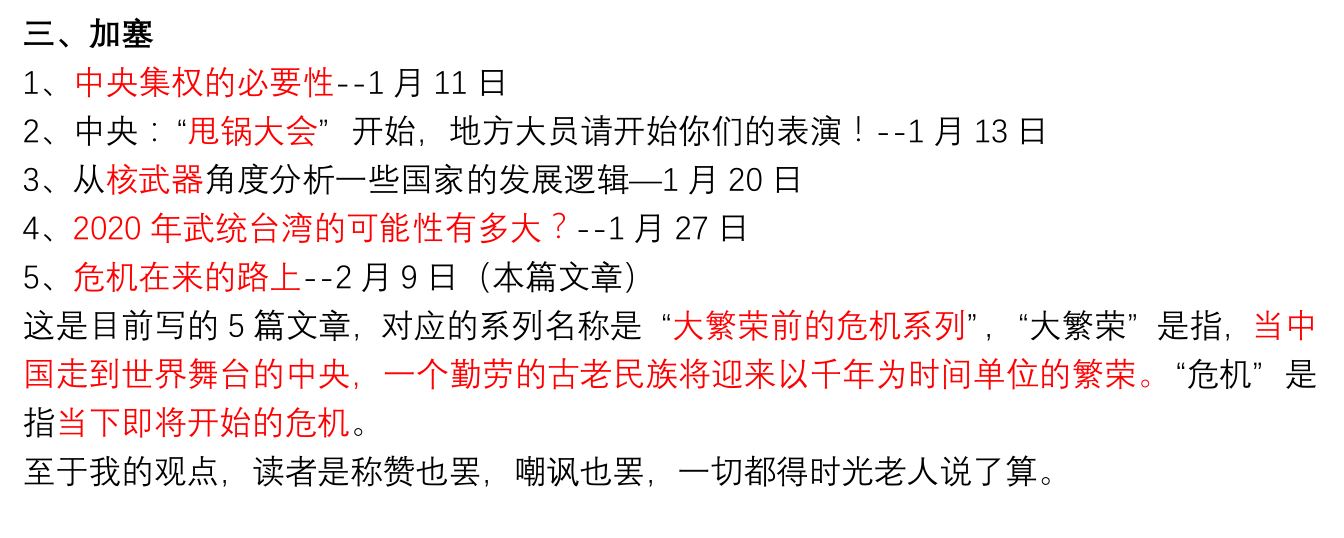 三、加塞
1、中央集权的必要性--1 月 11 日
2、中央：“甩锅大会”开始，地方大员请开始你们的表演！--1 月 13 日
3、从核武器角度分析一些国家的发展逻辑—1 月 20 日
4、2020 年武统台湾的可能性有多大？--1 月 27 日
5、危机在来的路上--2 月 9 日（本篇文章）
这是目前写的 5 篇文章，对应的系列名称是“大繁荣前的危机系列”，“大繁荣”是指，当中
国走到世界舞台的中央，一个勤劳的古老民族将迎来以千年为时间单位的繁荣。“危机”是
指当下即将开始的危机。
至于我的观点，读者是称赞也罢，嘲讽也罢，一切都得时光老人说了算。